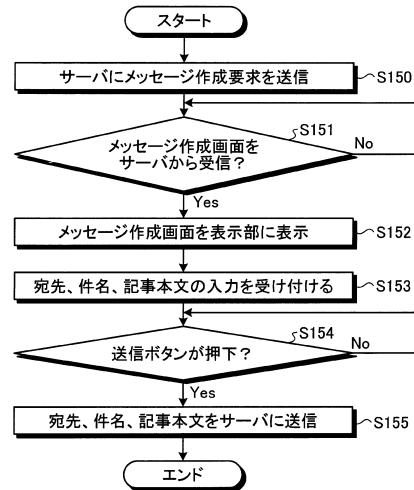 スタート
サーバにメッセージ作成要求を送信
S150
メッセージ作成画面を
サーバから受信？
S151
No
Yes
メッセージ作成画面を表示部に表示
S152
宛先、件名、記事本文の入力を受け付ける
S153
送信ボタンが押下？
S154
No
Yes
宛先、件名、記事本文をサーバに送信
S155
エンド